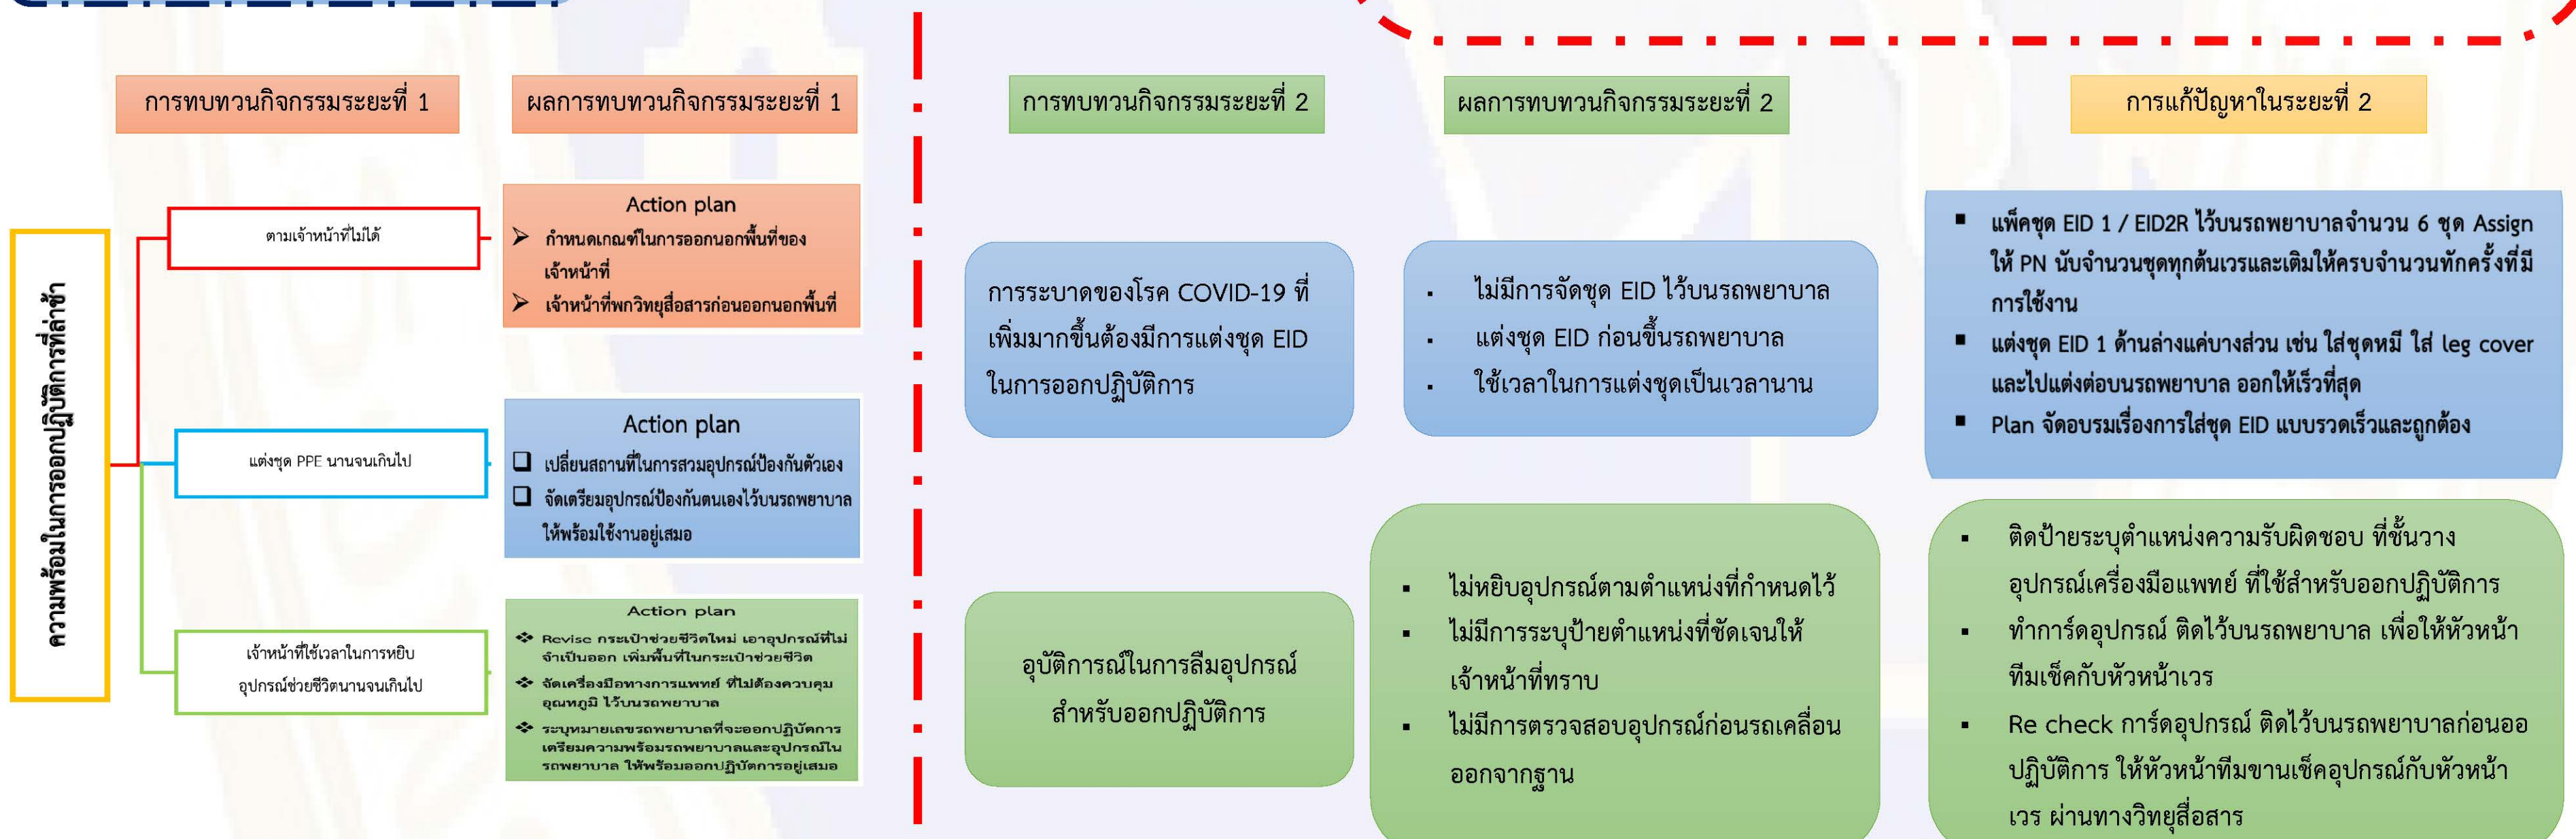 การทบทวนกิจกรรมระยะที่ 1
ผลการทบทวนกิจกรรมระยะที่ 1
การทบทวนกิจกรรมระยะที่ 2
ผลการทบทวนกิจกรรมระยะที่ 2
การแก้ปัญหาในระยะที่ 2
ความพร้อมในการออกปฏิบัติการที่ล่าช้า
ตามเจ้าหน้าที่ไม่ได้
Action plan
➢ กำหนดเกณฑ์ในการออกนอกพื้นที่ของ
เจ้าหน้าที่
➢ เจ้าหน้าที่พกวิทยุสื่อสารก่อนออกนอกพื้นที่
แต่งชุด PPE นานจนเกินไป
Action plan
❑ เปลี่ยนสถานที่ในการสวมอุปกรณ์ป้องกันตัวเอง
❑ จัดเตรียมอุปกรณ์ป้องกันตนเองไว้บนรถพยาบาล
ให้พร้อมใช้งานอยู่เสมอ
เจ้าหน้าที่ใช้เวลาในการหยิบ
อุปกรณ์ช่วยชีวิตนานจนเกินไป
Action plan
❖ Revise กระเป๋าช่วยชีวิตใหม่ เอาอุปกรณ์ที่ไม่
จำเป็นออก เพิ่มพื้นที่ในกระเป๋าช่วยชีวิต
❖ จัดเครื่องมือทางการแพทย์ ที่ไม่ต้องควบคุม
อุณหภูมิ ไว้บนรถพยาบาล
❖ ระบุหมายเลขรถพยาบาลที่จะออกปฏิบัติการ
เตรียมความพร้อมรถพยาบาลและอุปกรณ์ใน
รถพยาบาล ให้พร้อมออกปฏิบัติการอยู่เสมอ
การระบาดของโรค COVID-19 ที่
เพิ่มมากขึ้นต้องมีการแต่งชุด EID
ในการออกปฏิบัติการ
▪ ไม่มีการจัดชุด EID ไว้บนรถพยาบาล
▪ แต่งชุด EID ก่อนขึ้นรถพยาบาล
▪ ใช้เวลาในการแต่งชุดเป็นเวลานาน
▪ แพ็คชุด EID 1 / EID2R ไว้บนรถพยาบาลจำนวน 6 ชุด Assign
ให้ PN นับจำนวนชุดทุกต้นเวรและเติมให้ครบจำนวนทักครั้งที่มี
การใช้งาน
▪ แต่งชุด EID 1 ด้านล่างแค่บางส่วน เช่น ใส่ชุดหมี ใส่ leg cover
และไปแต่งต่อบนรถพยาบาล ออกให้เร็วที่สุด
▪ Plan จัดอบรมเรื่องการใส่ชุด EID แบบรวดเร็วและถูกต้อง
อุบัติการณ์ในการลืมอุปกรณ์
สำหรับออกปฏิบัติการ
▪ ไม่หยิบอุปกรณ์ตามตำแหน่งที่กำหนดไว้
▪ ไม่มีการระบุป้ายตำแหน่งที่ชัดเจนให้
เจ้าหน้าที่ทราบ
▪ ไม่มีการตรวจสอบอุปกรณ์ก่อนรถเคลื่อน
ออกจากฐาน
▪ ติดป้ายระบุตำแหน่งความรับผิดชอบ ที่ชั้นวาง
อุปกรณ์เครื่องมือแพทย์ ที่ใช้สำหรับออกปฏิบัติการ
▪ ทำการ์ดอุปกรณ์ ติดไว้บนรถพยาบาล เพื่อให้หัวหน้า
ทีมเช็คกับหัวหน้าเวร
▪ Re check การ์ดอุปกรณ์ ติดไว้บนรถพยาบาลก่อนออ
ปฏิบัติการ ให้หัวหน้าทีมขานเช็คอุปกรณ์กับหัวหน้า
เวร ผ่านทางวิทยุสื่อสาร